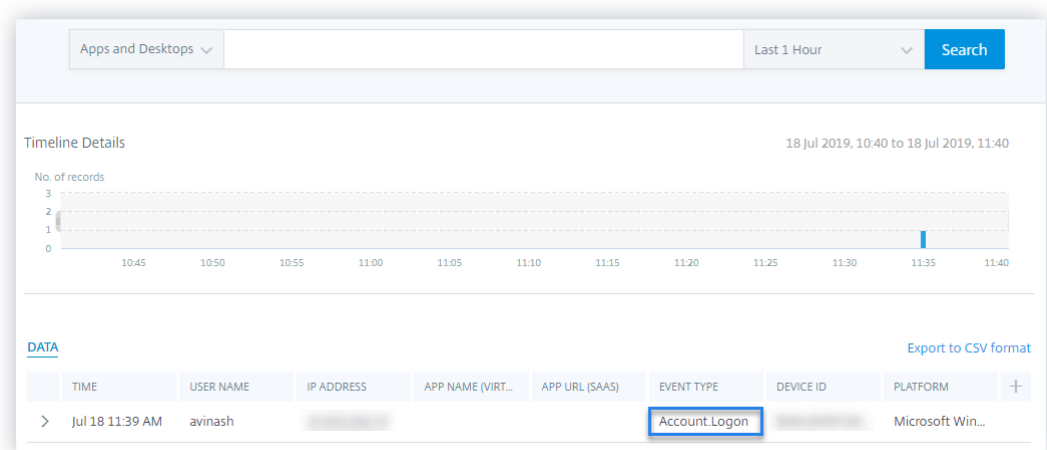 Apps and Desktops Last 1 Hour Search
Timeline Details 18 Jul 2019, 10:40 to 18 Jul 2019, 11:40
No. of records
3
2
1
0
10:45 10:50 10:55 11:00 11:05 11:10 11:15 11:20 11:25 11:30 11:35 11:40
DATA Export to CSV format
TIME USER NAME IP ADDRESS APP NAME (VIRT... APP URL (SAAS) EVENT TYPE DEVICE ID PLATFORM
Jul 18 11:39 AM avinash Account.Logon Microsoft Win...